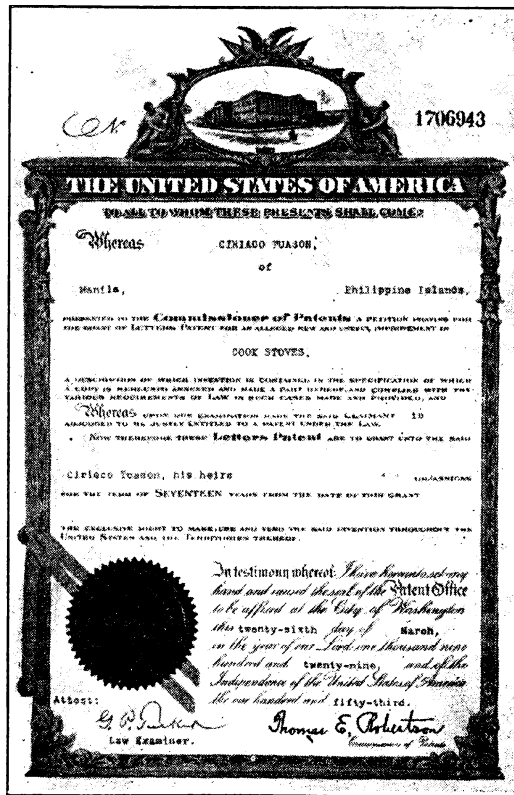 No.
1706943
THE UNITED STATES OF AMERICA
TO ALL TO WHOM THESE PRESENTS SHALL COME:
Whereas CIRIACO TUASON,
of
Manila, Philippine Islands,
PRESENTED TO THE Commissioner of Patents A PETITION PRAYING FOR
THE GRANT OF LETTERS PATENT FOR AN ALLEGED NEW AND USEFUL IMPROVEMENT IN
COOK STOVES,
A DESCRIPTION OF WHICH INVENTION IS CONTAINED IN THE SPECIFICATION OF WHICH
A COPY IS HEREUNTO ANNEXED AND MADE A PART HEREOF, AND COMPLIED WITH THE
VARIOUS REQUIREMENTS OF LAW IN SUCH CASES MADE AND PROVIDED, AND
Whereas UPON DUE EXAMINATION MADE THE SAID CLAIMANT is
ADJUDGED TO BE JUSTLY ENTITLED TO A PATENT UNDER THE LAW.
NOW THEREFORE THESE Letters Patent ARE TO GRANT UNTO THE SAID
Ciriaco Tuason, his heirs OR ASSIGNS
FOR THE TERM OF SEVENTEEN YEARS FROM THE DATE OF THIS GRANT
THE EXCLUSIVE RIGHT TO MAKE, USE AND VEND THE SAID INVENTION THROUGHOUT THE
UNITED STATES AND THE TERRITORIES THEREOF.
In testimony whereof I have hereunto set my
hand and caused the seal of the Patent Office
to be affixed at the City of Washington
this twenty-sixth day of March,
in the year of our Lord one thousand nine
hundred and twenty-nine, and of the
Independence of the United States of America
the one hundred and fifty-third.
Attest:
Law Examiner.
Thomas E. Robertson
Commissioner of Patents